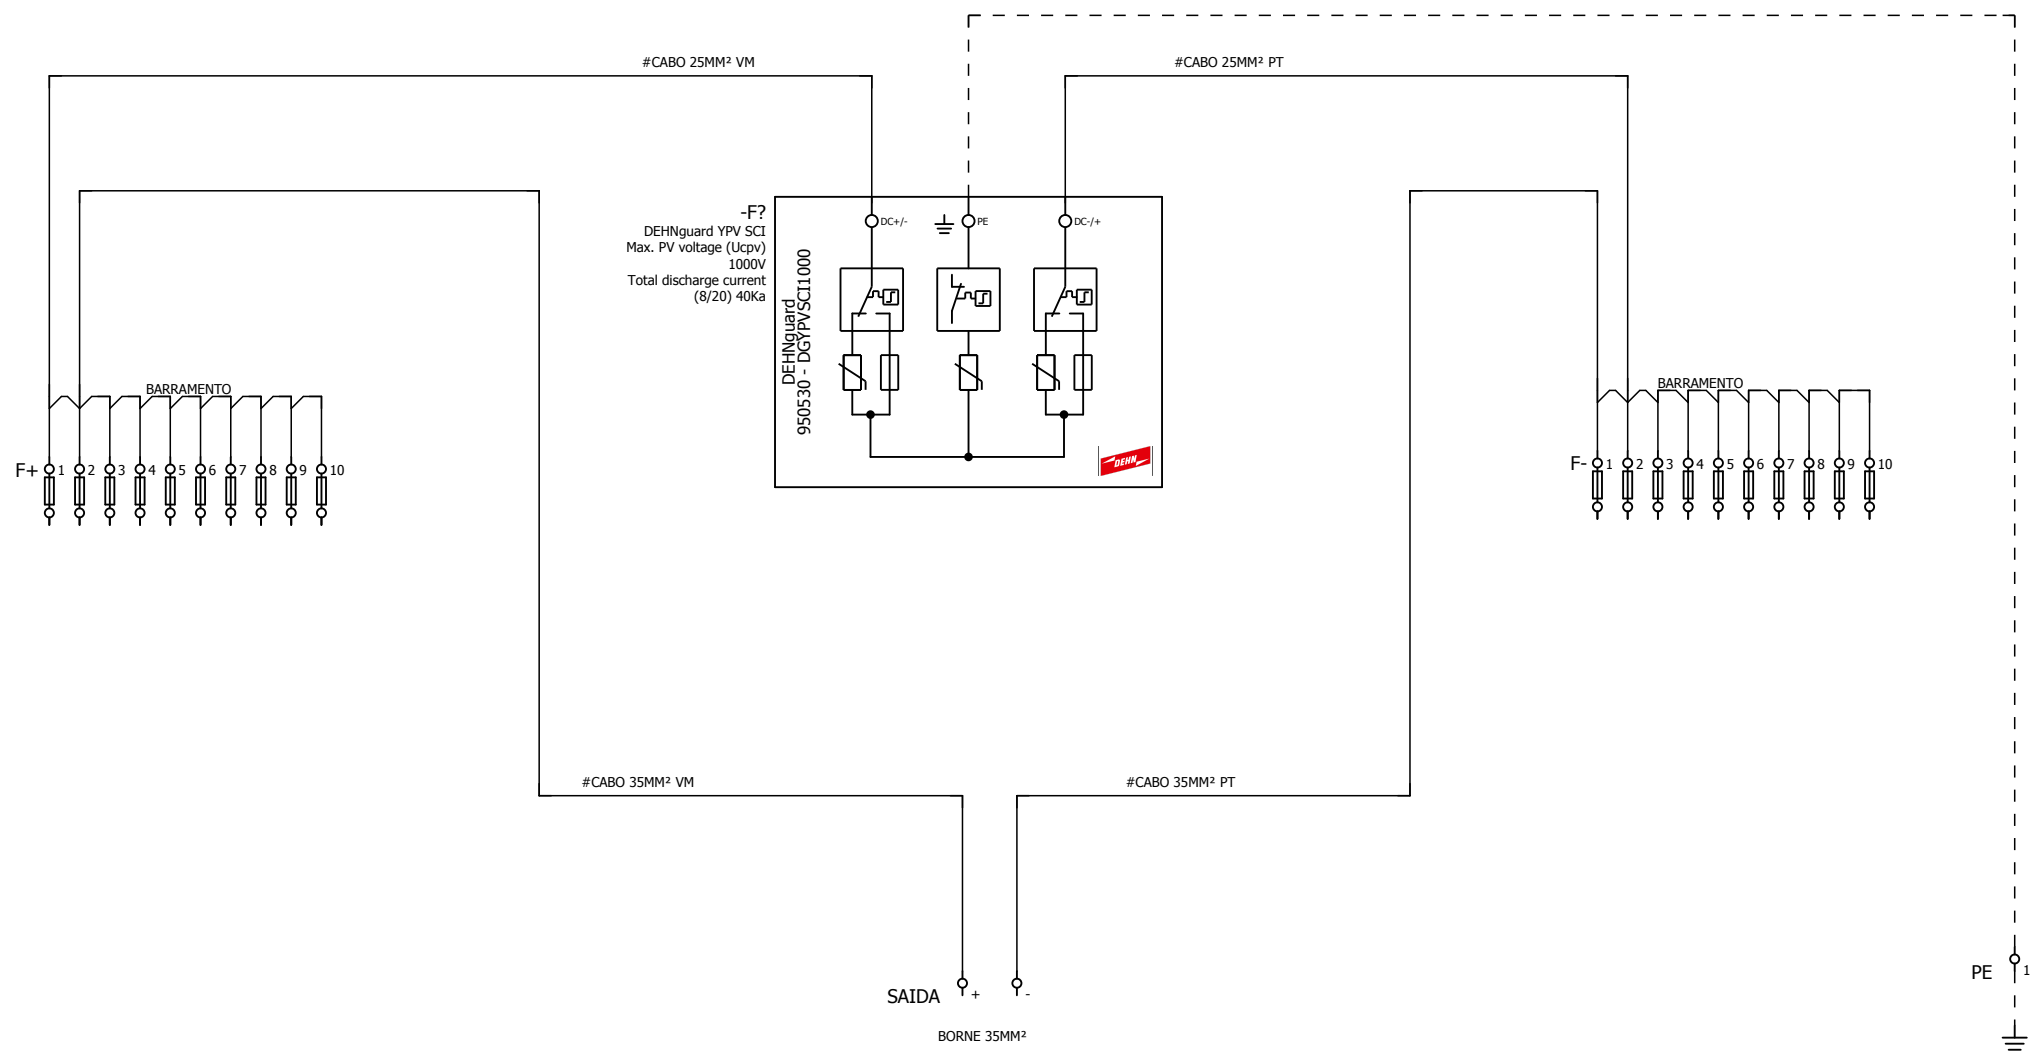 #CABO 25MM² VM
#CABO 25MM² PT
-F?
DEHNguard YPV SCI
Max. PV voltage (Ucpv)
1000V
Total discharge current
(8/20) 40Ka
DEHNguard
950530 - DGYPVSCI1000
DC+/-
PE
DC-/+
DEHN
BARRAMENTO
F+ 1 2 3 4 5 6 7 8 9 10
BARRAMENTO
F- 1 2 3 4 5 6 7 8 9 10
#CABO 35MM² VM
#CABO 35MM² PT
SAIDA + -
BORNE 35MM²
PE 1